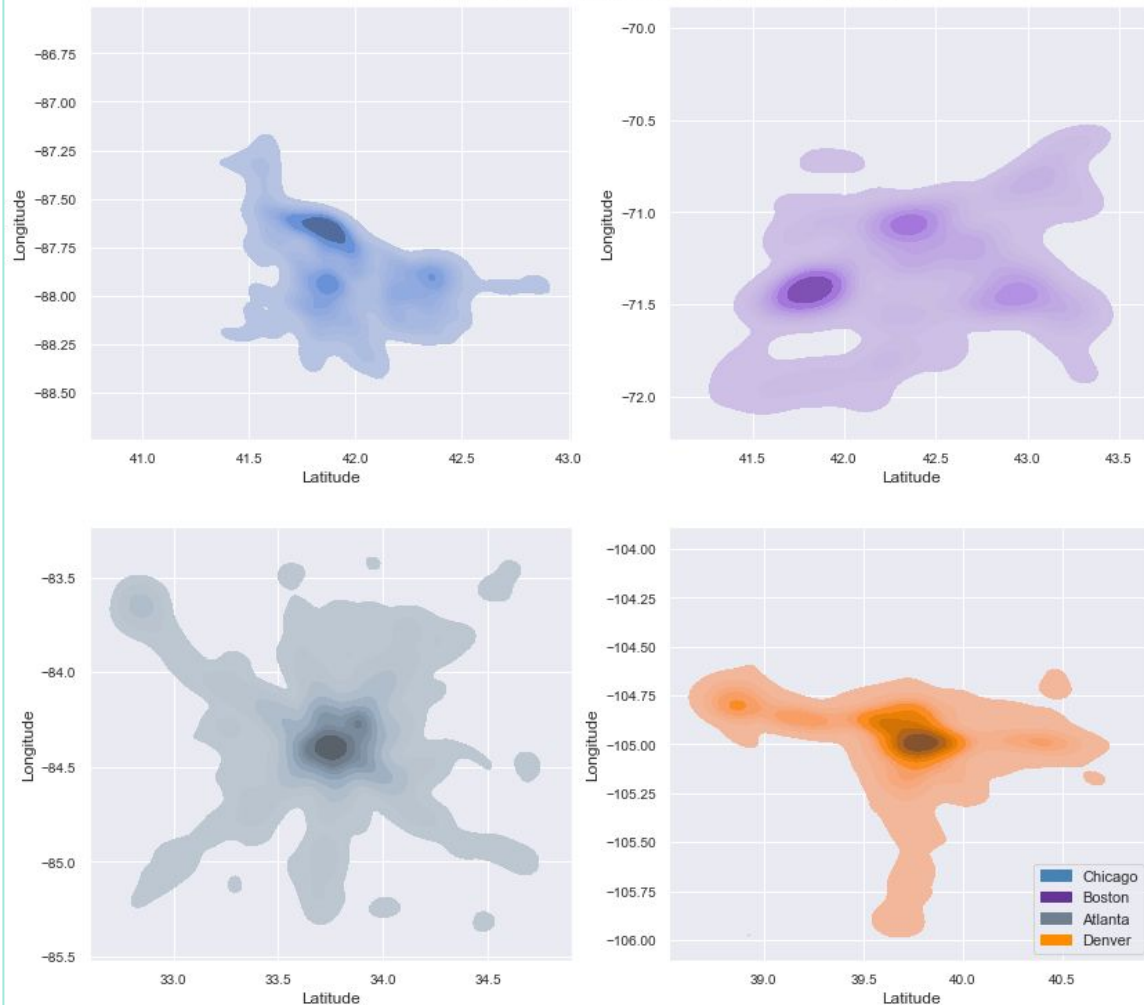 −86.75
−87.00
−87.25
−87.50
−87.75
−88.00
−88.25
−88.50
Longitude
41.0 41.5 42.0 42.5 43.0
Latitude
−70.0
−70.5
−71.0
−71.5
−72.0
Longitude
41.5 42.0 42.5 43.0 43.5
Latitude
−83.5
−84.0
−84.5
−85.0
−85.5
Longitude
33.0 33.5 34.0 34.5
Latitude
−104.00
−104.25
−104.50
−104.75
−105.00
−105.25
−105.50
−105.75
−106.00
Longitude
39.0 39.5 40.0 40.5
Latitude
Chicago
Boston
Atlanta
Denver